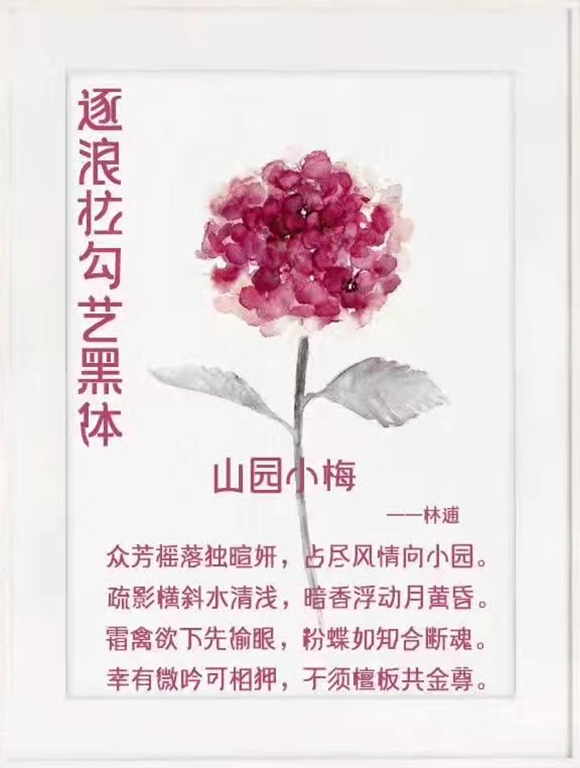 逐浪拉勾艺黑体
山园小梅
——林逋
众芳摇落独暄妍，占尽风情向小园。
疏影横斜水清浅，暗香浮动月黄昏。
霜禽欲下先偷眼，粉蝶如知合断魂。
幸有微吟可相狎，不须檀板共金尊。